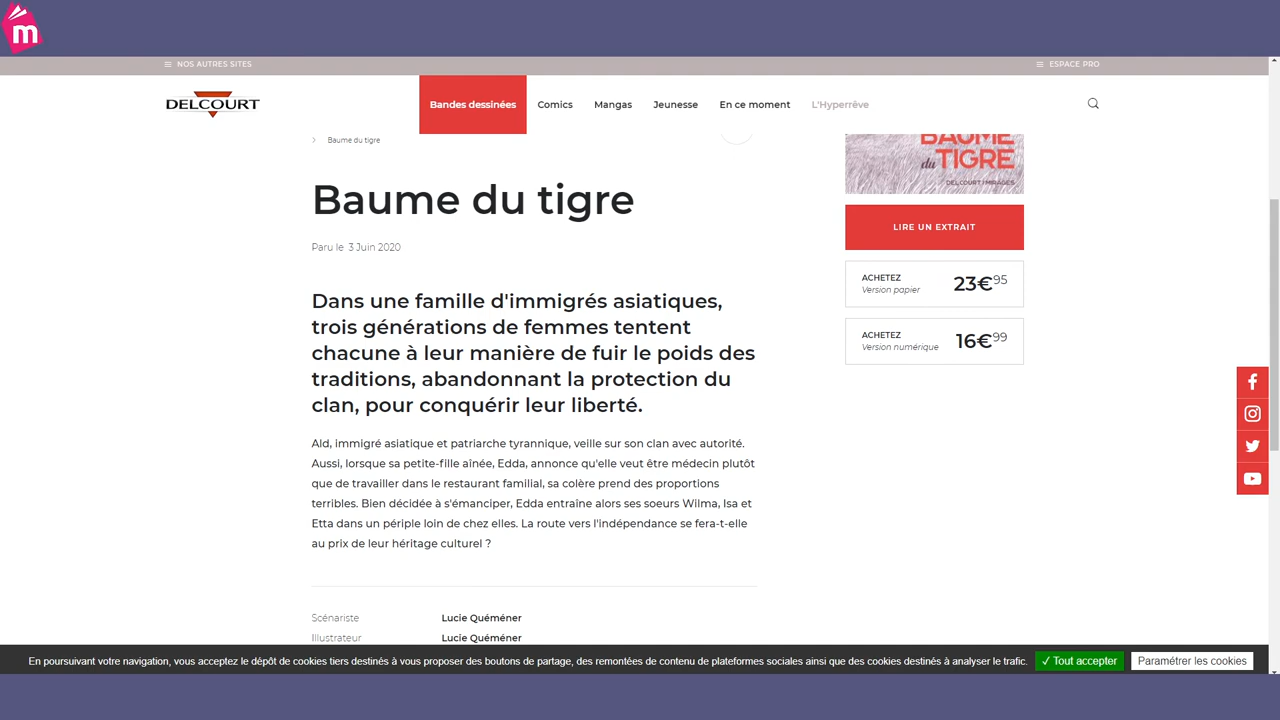 m
NOS AUTRES SITES
ESPACE PRO
DELCOURT
Bandes dessinées
Comics
Mangas
Jeunesse
En ce moment
L'Hyperrêve
Baume du tigre
BAUME
du TIGRE
DELCOURT / MIRAGES
Baume du tigre
Paru le 3 Juin 2020
LIRE UN EXTRAIT
ACHETEZ
Version papier
23€95
ACHETEZ
Version numérique
16€99
Dans une famille d'immigrés asiatiques,
trois générations de femmes tentent
chacune à leur manière de fuir le poids des
traditions, abandonnant la protection du
clan, pour conquérir leur liberté.
Ald, immigré asiatique et patriarche tyrannique, veille sur son clan avec autorité.
Aussi, lorsque sa petite-fille aînée, Edda, annonce qu'elle veut être médecin plutôt
que de travailler dans le restaurant familial, sa colère prend des proportions
terribles. Bien décidée à s'émanciper, Edda entraîne alors ses soeurs Wilma, Isa et
Etta dans un périple loin de chez elles. La route vers l'indépendance se fera-t-elle
au prix de leur héritage culturel ?
Scénariste Lucie Quéméner
Illustrateur Lucie Quéméner
En poursuivant votre navigation, vous acceptez le dépôt de cookies tiers destinés à vous proposer des boutons de partage, des remontées de contenu de plateformes sociales ainsi que des cookies destinés à analyser le trafic. ✓ Tout accepter Paramétrer les cookies